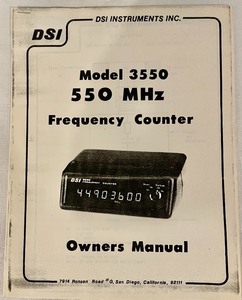 DSI INSTRUMENTS INC.
DSI
Model 3550
550 MHz
Frequency Counter
DSI
COUNTER
44903600
Owners Manual
7914 Ronson Road #G, San Diego, California, 92111